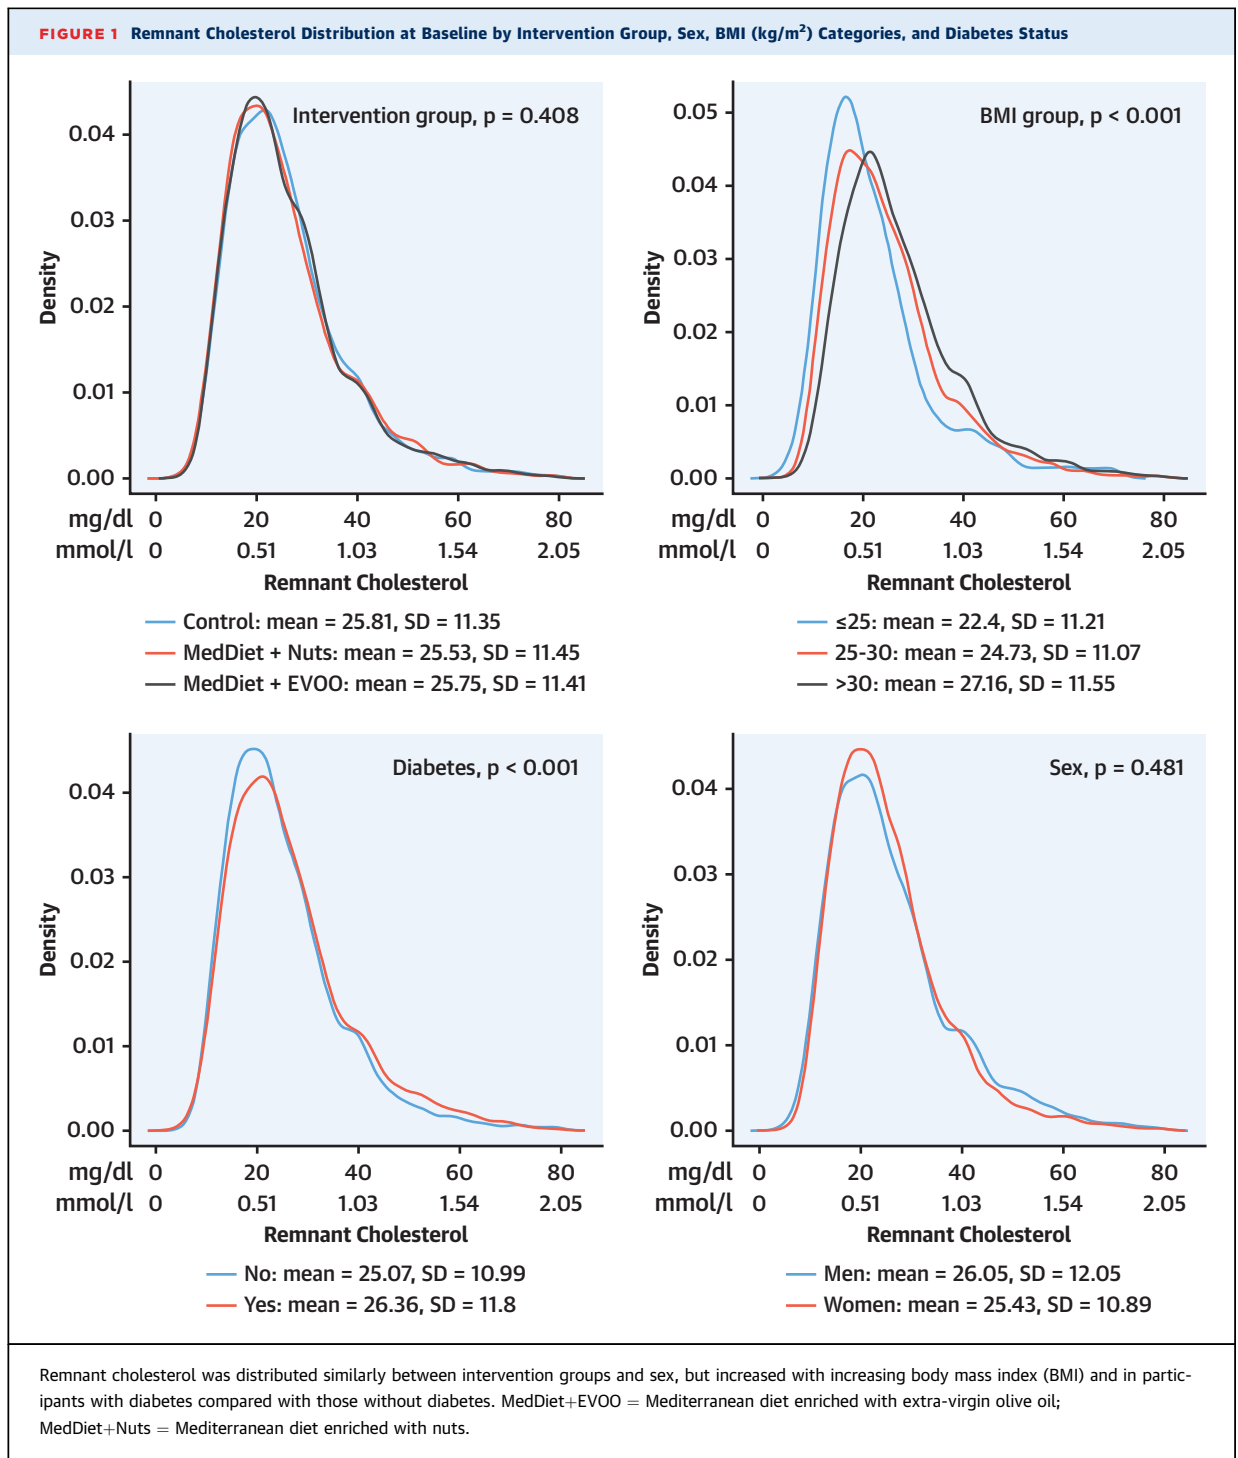 FIGURE 1 Remnant Cholesterol Distribution at Baseline by Intervention Group, Sex, BMI (kg/m²) Categories, and Diabetes Status
Intervention group, p = 0.408
Density
0.04
0.03
0.02
0.01
0.00
mg/dl 0 20 40 60 80
mmol/l 0 0.51 1.03 1.54 2.05
Remnant Cholesterol
Control: mean = 25.81, SD = 11.35
MedDiet + Nuts: mean = 25.53, SD = 11.45
MedDiet + EVOO: mean = 25.75, SD = 11.41
BMI group, p < 0.001
Density
0.05
0.04
0.03
0.02
0.01
0.00
mg/dl 0 20 40 60 80
mmol/l 0 0.51 1.03 1.54 2.05
Remnant Cholesterol
≤25: mean = 22.4, SD = 11.21
25-30: mean = 24.73, SD = 11.07
>30: mean = 27.16, SD = 11.55
Diabetes, p < 0.001
Density
0.04
0.03
0.02
0.01
0.00
mg/dl 0 20 40 60 80
mmol/l 0 0.51 1.03 1.54 2.05
Remnant Cholesterol
No: mean = 25.07, SD = 10.99
Yes: mean = 26.36, SD = 11.8
Sex, p = 0.481
Density
0.04
0.03
0.02
0.01
0.00
mg/dl 0 20 40 60 80
mmol/l 0 0.51 1.03 1.54 2.05
Remnant Cholesterol
Men: mean = 26.05, SD = 12.05
Women: mean = 25.43, SD = 10.89
Remnant cholesterol was distributed similarly between intervention groups and sex, but increased with increasing body mass index (BMI) and in partic-
ipants with diabetes compared with those without diabetes. MedDiet+EVOO = Mediterranean diet enriched with extra-virgin olive oil;
MedDiet+Nuts = Mediterranean diet enriched with nuts.